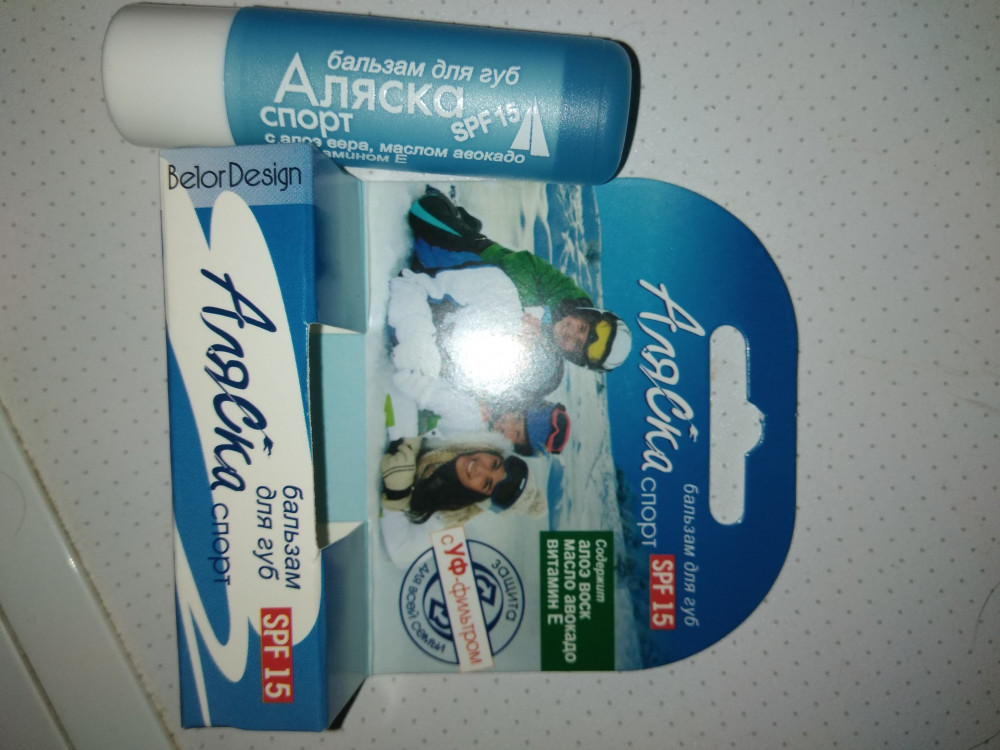 бальзам для губ
Аляска
спорт
SPF 15
с алоэ вера, маслом авокадо
витамином Е
BelorDesign
Аляска спорт
бальзам
для губ
SPF 15
Аляска спорт
бальзам для губ
SPF 15
Содержит
алоэ воск
масло авокадо
витамин Е
защита
с УФ-фильтром
для всей семьи